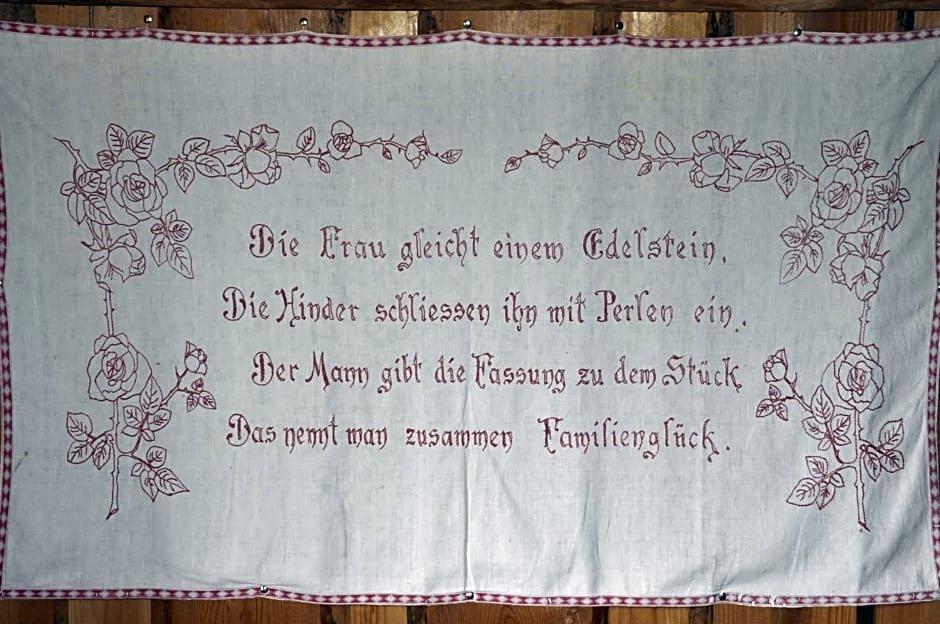 Die Frau gleicht einem Edelstein,
Die Kinder schliessen ihn mit Perlen ein.
Der Mann gibt die Fassung zu dem Stück
Das nennt man zusammen Familienglück.